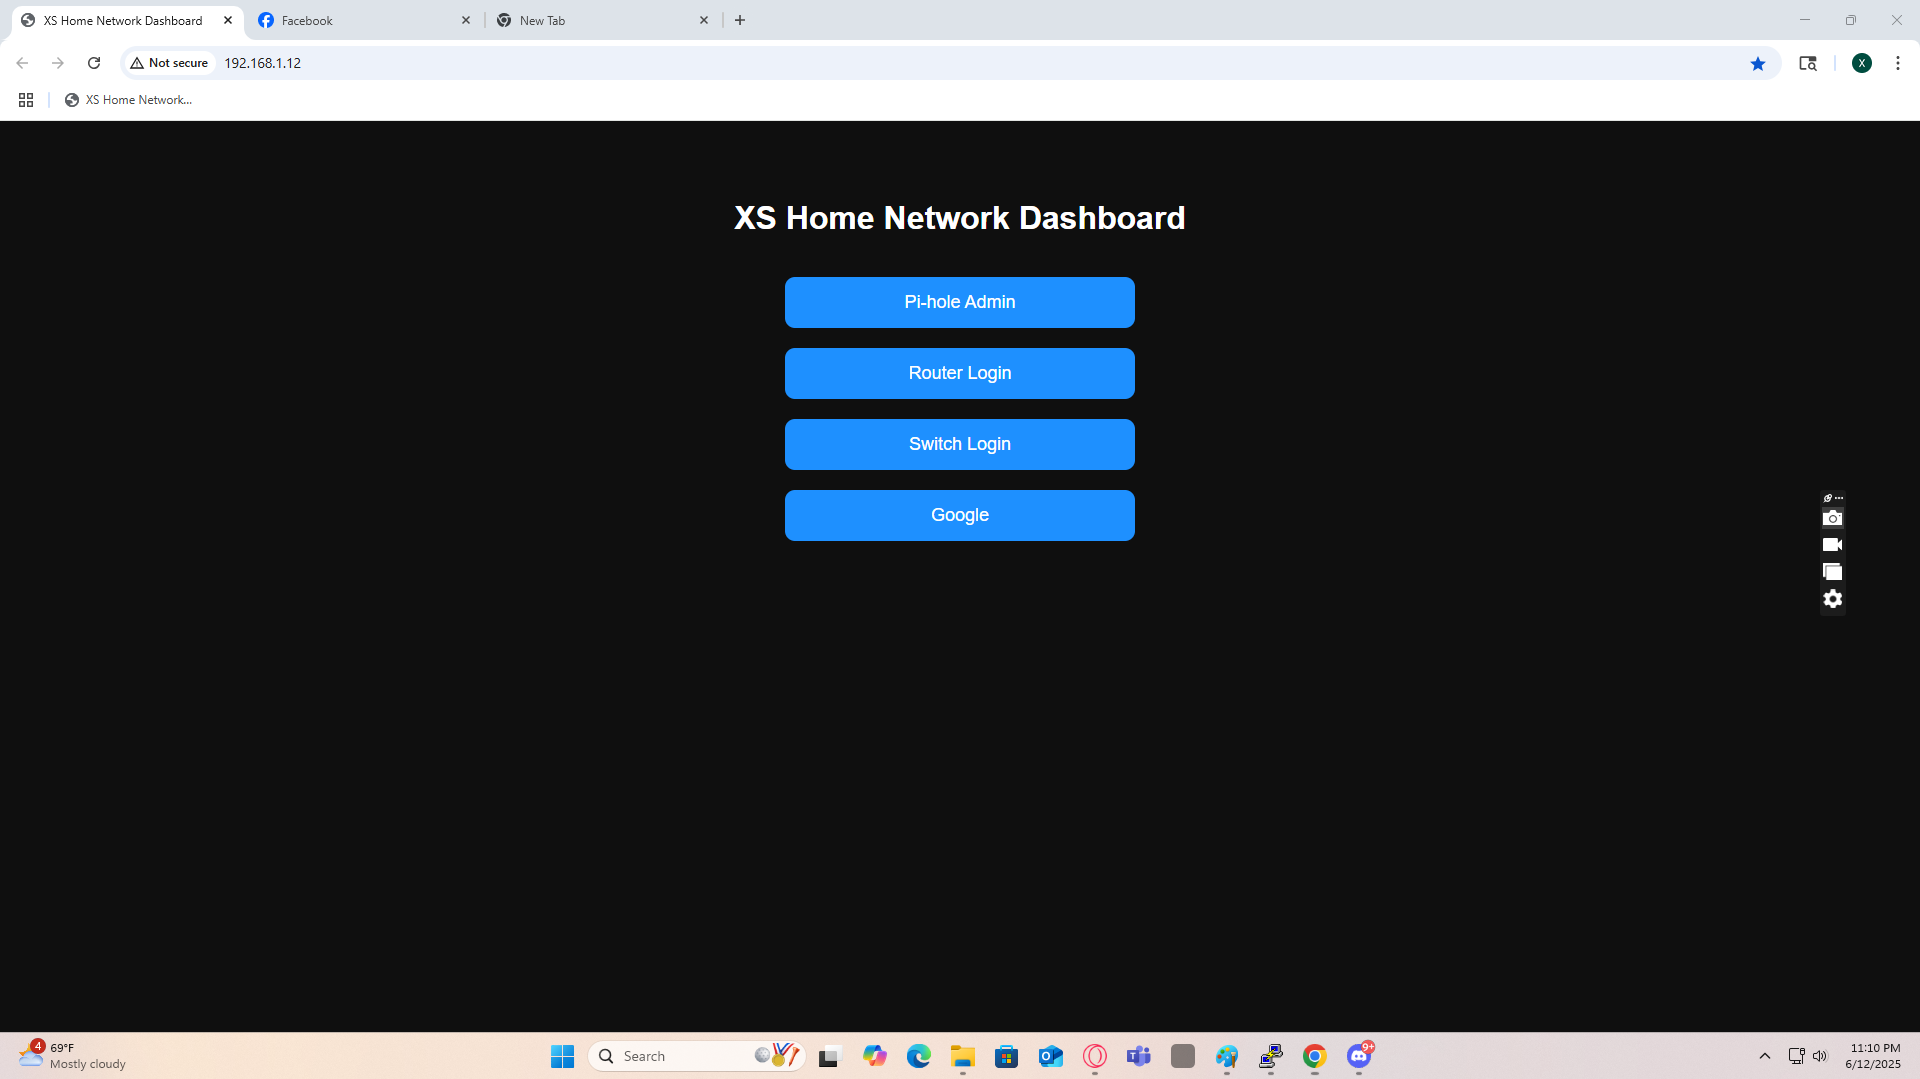 XS Home Network Dashboard
Facebook
New Tab
Not secure
192.168.1.12
X
XS Home Network...
XS Home Network Dashboard
Pi-hole Admin
Router Login
Switch Login
Google
4
69°F
Mostly cloudy
Search
9+
11:10 PM
6/12/2025